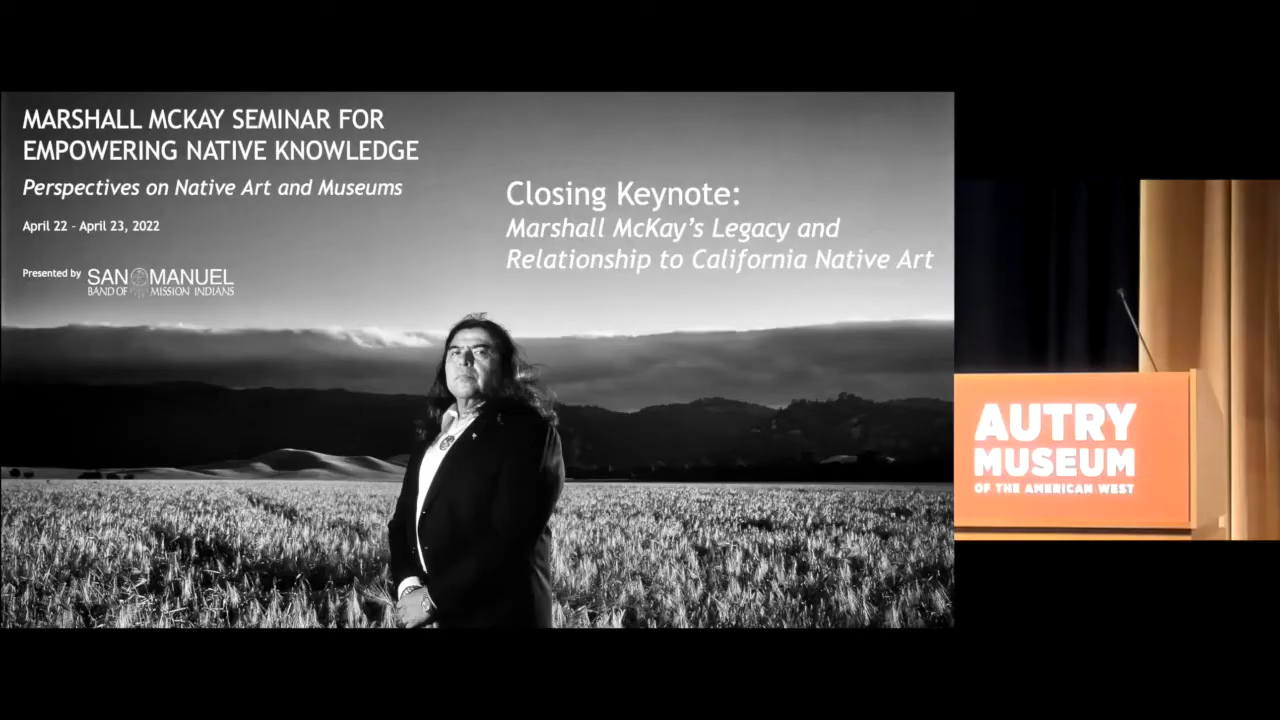 MARSHALL MCKAY SEMINAR FOR
EMPOWERING NATIVE KNOWLEDGE
Perspectives on Native Art and Museums
April 22 – April 23, 2022
Presented by SAN MANUEL
BAND OF MISSION INDIANS
Closing Keynote:
Marshall McKay’s Legacy and
Relationship to California Native Art
AUTRY
MUSEUM
OF THE AMERICAN WEST